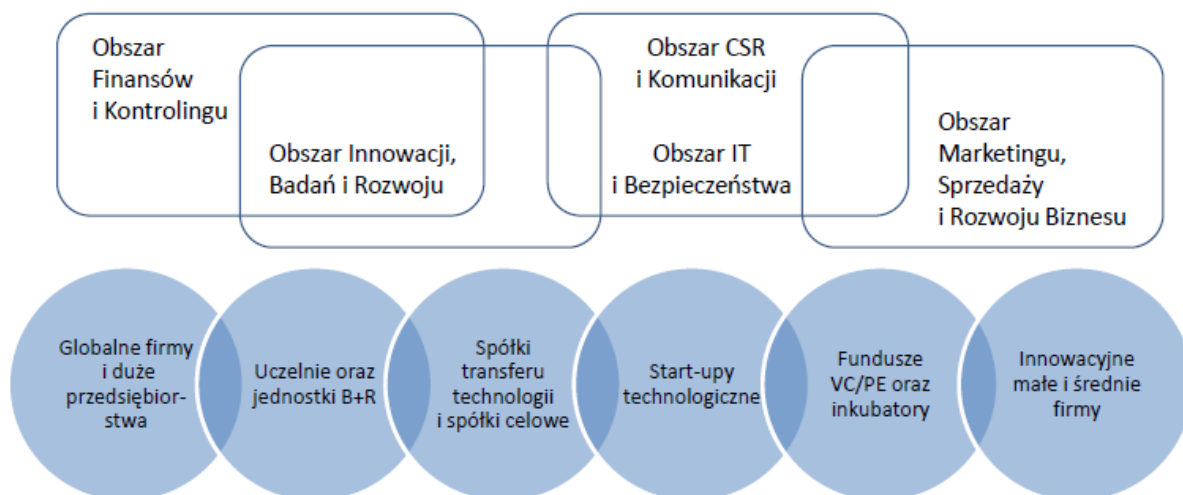 Obszar
Finansów
i Kontrolingu
Obszar Innowacji,
Badań i Rozwoju
Obszar CSR
i Komunikacji
Obszar IT
i Bezpieczeństwa
Obszar
Marketingu,
Sprzedaży
i Rozwoju Biznesu
Globalne firmy
i duże
przedsiębior-
stwa
Uczelnie oraz
jednostki B+R
Spółki
transferu
technologii
i spółki celowe
Start-upy
technologiczne
Fundusze
VC/PE oraz
inkubatory
Innowacyjne
małe i średnie
firmy